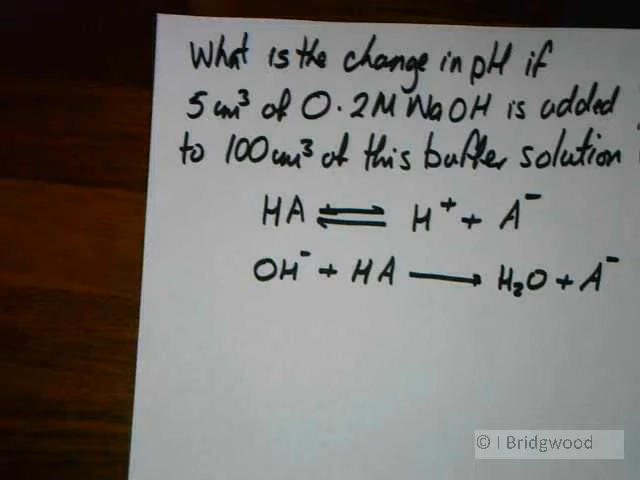 What is the change in pH if
5 cm³ of 0.2M NaOH is added
to 100 cm³ of this buffer solution
HA ⇌ H⁺ + A⁻
OH⁻ + HA ⟶ H₂O + A⁻
© I Bridgwood